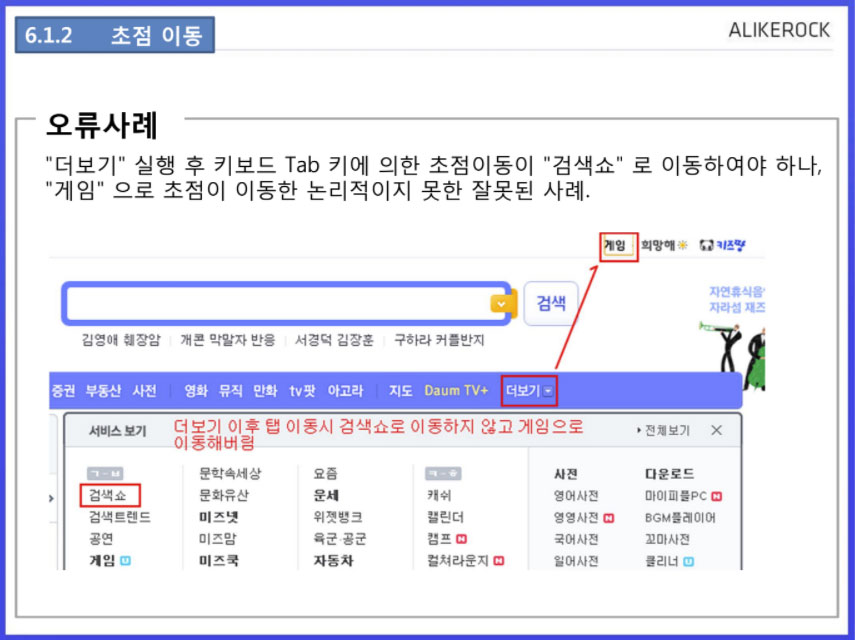 6.1.2 초점 이동
ALIKEROCK
오류사례
"더보기" 실행 후 키보드 Tab 키에 의한 초점이동이 "검색쇼" 로 이동하여야 하나,
"게임" 으로 초점이 이동한 논리적이지 못한 잘못된 사례.
게임 희망해 키즈짱
검색
자연휴식음
자라섬 재즈
김영애 췌장암 개콘 막말자 반응 서경덕 김장훈 구하라 커플반지
증권 부동산 사전 영화 뮤직 만화 tv팟 아고라 지도 Daum TV+ 더보기
서비스 보기 더보기 이후 탭 이동시 검색쇼로 이동하지 않고 게임으로
이동해버림
전체보기 ×
ㄱ-ㅂ 문학속세상 요즘 ㅋ-ㅎ 사전 다운로드
검색쇼 문화유산 운세 캐쉬 영어사전 마이피플PC N
검색트렌드 미즈넷 위젯뱅크 캘린더 영영사전 N BGM플레이어
공연 미즈맘 육군·공군 캠프 N 국어사전 꼬마사전
게임 U 미즈쿡 자동차 컬쳐라운지 N 일어사전 클리너 U